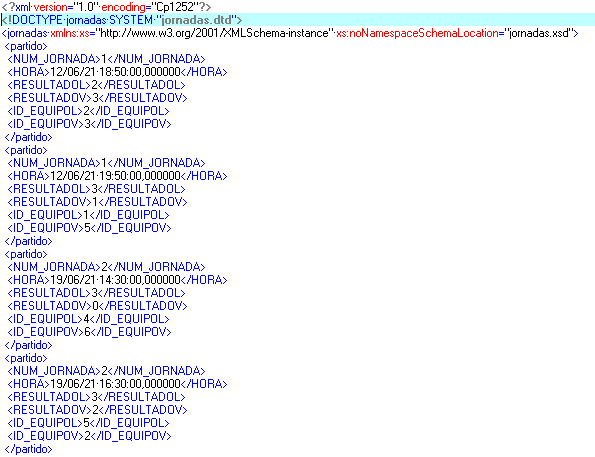 <?xml version="1.0" encoding="Cp1252"?>
<!DOCTYPE jornadas SYSTEM "jornadas.dtd">
<jornadas xmlns:xs="http://www.w3.org/2001/XMLSchema-instance" xs:noNamespaceSchemaLocation="jornadas.xsd">
<partido>
<NUM_JORNADA>1</NUM_JORNADA>
<HORA>12/06/21 18:50:00,000000</HORA>
<RESULTADOL>2</RESULTADOL>
<RESULTADOV>3</RESULTADOV>
<ID_EQUIPOL>2</ID_EQUIPOL>
<ID_EQUIPOV>3</ID_EQUIPOV>
</partido>
<partido>
<NUM_JORNADA>1</NUM_JORNADA>
<HORA>12/06/21 19:50:00,000000</HORA>
<RESULTADOL>3</RESULTADOL>
<RESULTADOV>1</RESULTADOV>
<ID_EQUIPOL>1</ID_EQUIPOL>
<ID_EQUIPOV>5</ID_EQUIPOV>
</partido>
<partido>
<NUM_JORNADA>2</NUM_JORNADA>
<HORA>19/06/21 14:30:00,000000</HORA>
<RESULTADOL>3</RESULTADOL>
<RESULTADOV>0</RESULTADOV>
<ID_EQUIPOL>4</ID_EQUIPOL>
<ID_EQUIPOV>6</ID_EQUIPOV>
</partido>
<partido>
<NUM_JORNADA>2</NUM_JORNADA>
<HORA>19/06/21 16:30:00,000000</HORA>
<RESULTADOL>3</RESULTADOL>
<RESULTADOV>2</RESULTADOV>
<ID_EQUIPOL>5</ID_EQUIPOL>
<ID_EQUIPOV>2</ID_EQUIPOV>
</partido>